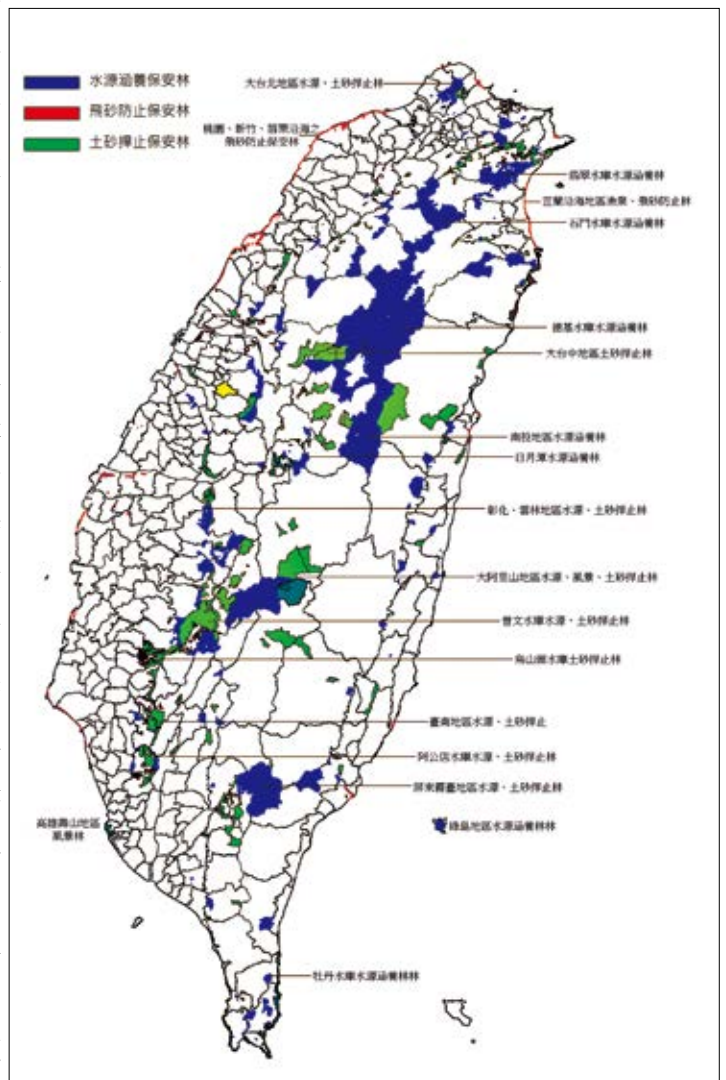 水源涵養保安林
飛砂防止保安林
土砂捍止保安林
大台北地區水源、土砂捍止林
桃園、新竹、苗栗沿海之
飛砂防止保安林
翡翠水庫水源涵養林
宜蘭沿海地區漁業、飛砂防止林
石門水庫水源涵養林
德基水庫水源涵養林
大台中地區土砂捍止林
南投地區水源涵養林
日月潭水源涵養林
彰化、雲林地區水源、土砂捍止林
大阿里山地區水源、風景、土砂捍止林
曾文水庫水源、土砂捍止林
烏山頭水庫土砂捍止林
臺南地區水源、土砂捍止
阿公店水庫水源、土砂捍止林
屏東霧臺地區水源、土砂捍止林
高雄壽山地區
風景林
綠島地區水源涵養林林
牡丹水庫水源涵養林林